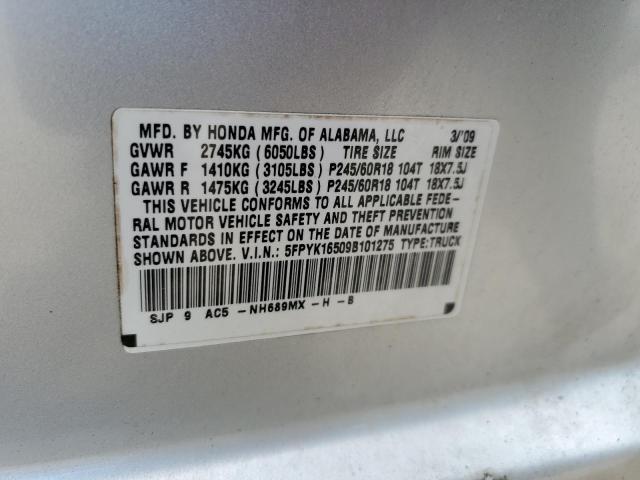 MFD. BY HONDA MFG. OF ALABAMA, LLC 3/'09
GVWR 2745KG (6050LBS) TIRE SIZE RIM SIZE
GAWR F 1410KG (3105LBS) P245/60R18 104T 18X7.5J
GAWR R 1475KG (3245LBS) P245/60R18 104T 18X7.5J
THIS VEHICLE CONFORMS TO ALL APPLICABLE FEDE-
RAL MOTOR VEHICLE SAFETY AND THEFT PREVENTION
STANDARDS IN EFFECT ON THE DATE OF MANUFACTURE
SHOWN ABOVE. V.I.N.: 5FPYK16509B101275 TYPE:TRUCK
SJP 9 AC5 -NH689MX -H -B